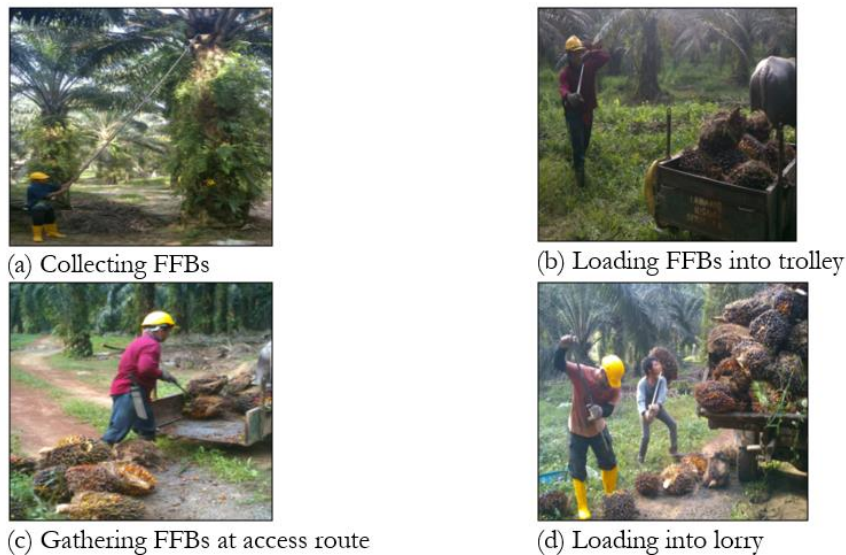 (a) Collecting FFBs
(b) Loading FFBs into trolley
(c) Gathering FFBs at access route
(d) Loading into lorry